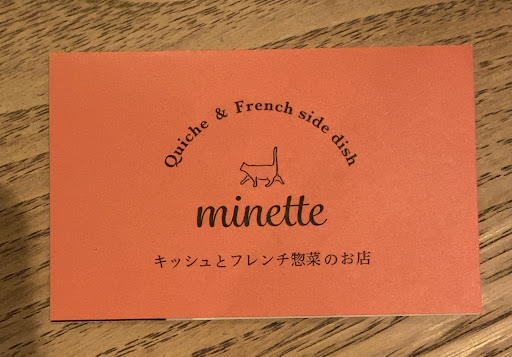 Quiche & French side dish
minette
キッシュとフレンチ惣菜のお店